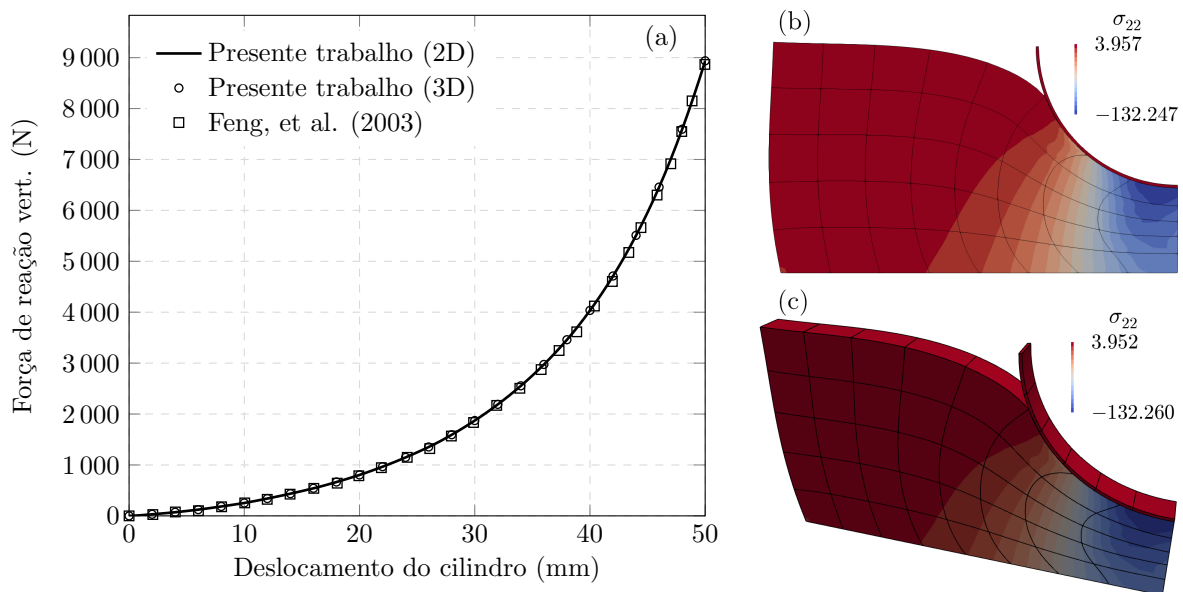 (a)
Presente trabalho (2D)
Presente trabalho (3D)
Feng, et al. (2003)
Força de reação vert. (N)
9 000
8 000
7 000
6 000
5 000
4 000
3 000
2 000
1 000
0
0 10 20 30 40 50
Deslocamento do cilindro (mm)
(b)
σ22
3.957
−132.247
(c)
σ22
3.952
−132.260